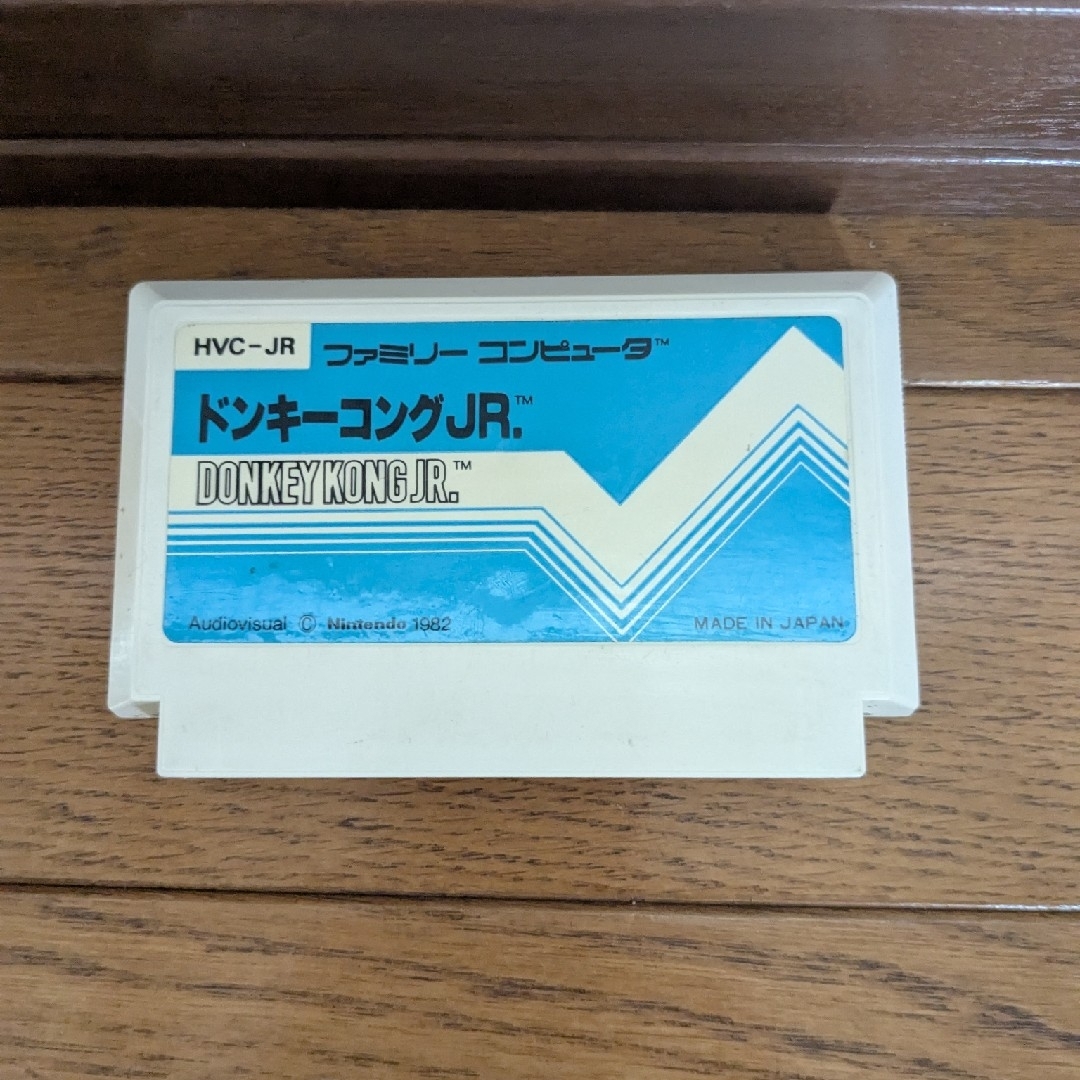 HVC-JR
ファミリー コンピュータ™
ドンキーコングJR.™
DONKEY KONG JR.™
Audiovisual © Nintendo 1982
MADE IN JAPAN